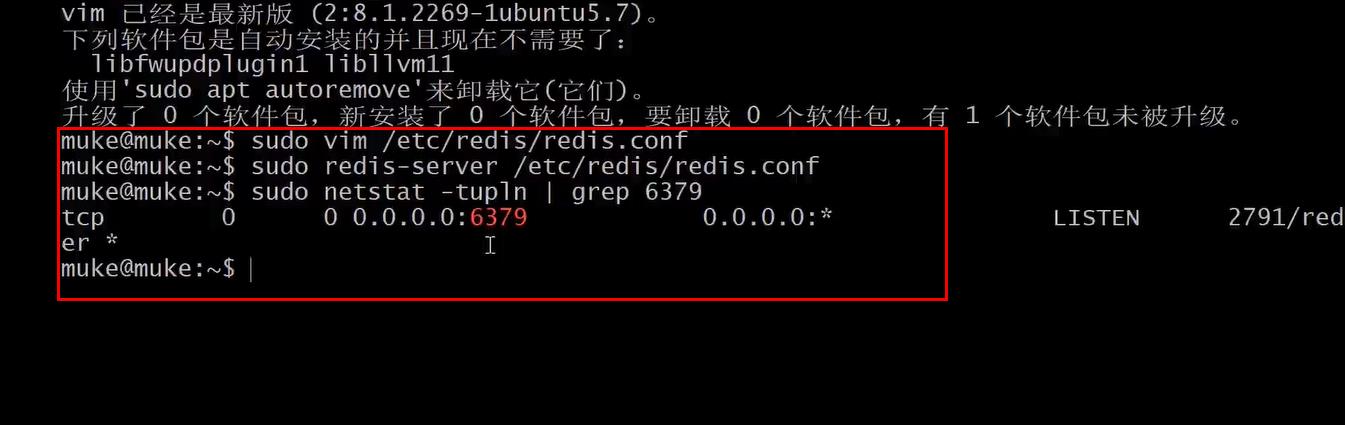 vim 已经是最新版 (2:8.1.2269-1ubuntu5.7)。
下列软件包是自动安装的并且现在不需要了：
  libfwupdplugin1 libllvm11
使用'sudo apt autoremove'来卸载它(它们)。
升级了 0 个软件包，新安装了 0 个软件包，要卸载 0 个软件包，有 1 个软件包未被升级。
muke@muke:~$ sudo vim /etc/redis/redis.conf
muke@muke:~$ sudo redis-server /etc/redis/redis.conf
muke@muke:~$ sudo netstat -tupln | grep 6379
tcp        0      0 0.0.0.0:6379            0.0.0.0:*               LISTEN      2791/red
er *
muke@muke:~$